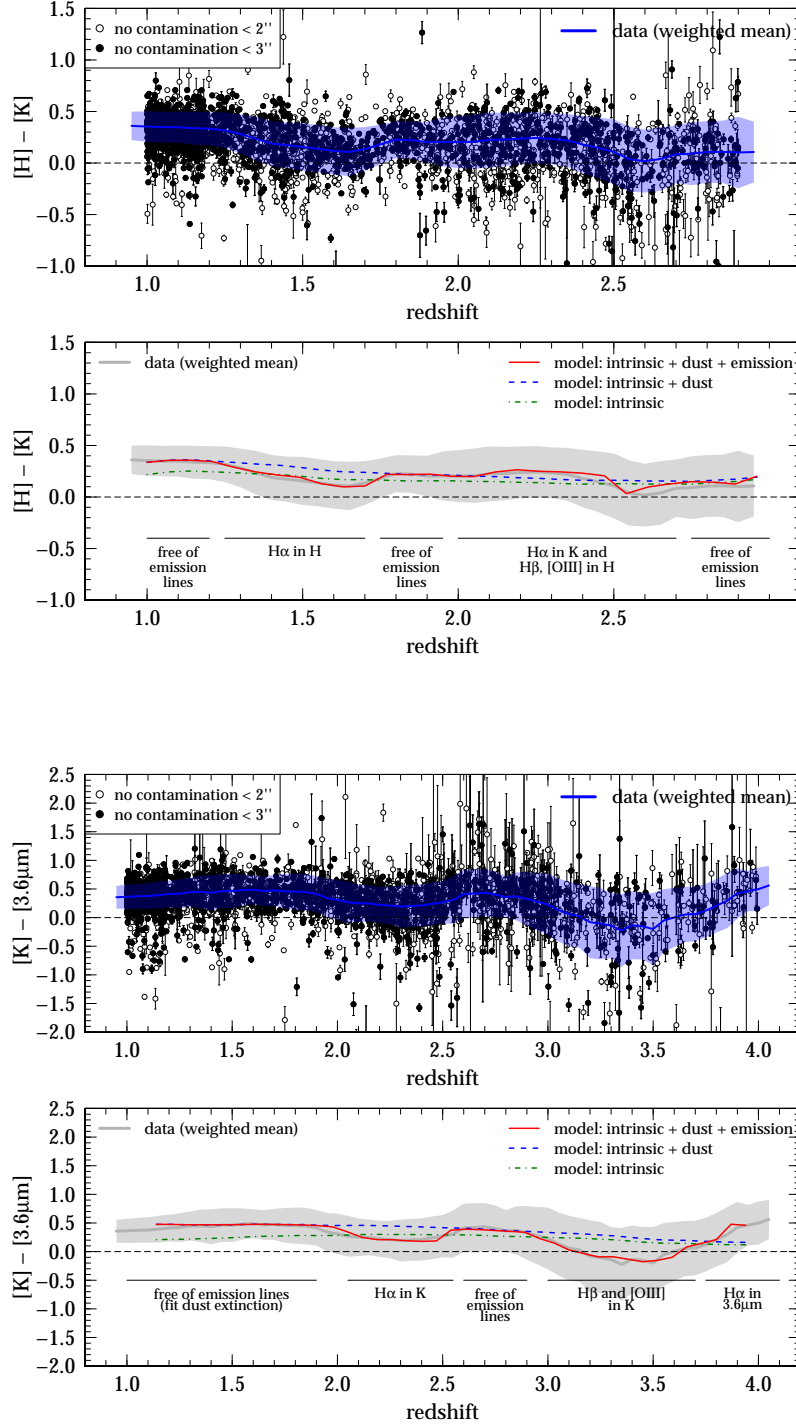 1.5
1.0
0.5
0.0
−0.5
−1.0
[H] − [K]
no contamination < 2''
no contamination < 3''
data (weighted mean)
1.0 1.5 2.0 2.5
redshift
1.5
1.0
0.5
0.0
−0.5
−1.0
[H] − [K]
data (weighted mean)
model: intrinsic + dust + emission
model: intrinsic + dust
model: intrinsic
free of
emission
lines
Hα in H
free of
emission
lines
Hα in K and
Hβ, [OIII] in H
free of
emission
lines
1.0 1.5 2.0 2.5
redshift
2.5
2.0
1.5
1.0
0.5
0.0
−0.5
−1.0
−1.5
−2.0
[K] − [3.6μm]
no contamination < 2''
no contamination < 3''
data (weighted mean)
1.0 1.5 2.0 2.5 3.0 3.5 4.0
redshift
2.5
2.0
1.5
1.0
0.5
0.0
−0.5
−1.0
−1.5
−2.0
[K] − [3.6μm]
data (weighted mean)
model: intrinsic + dust + emission
model: intrinsic + dust
model: intrinsic
free of emission lines
(fit dust extinction)
Hα in K
free of
emission
lines
Hβ and [OIII]
in K
Hα in
3.6μm
1.0 1.5 2.0 2.5 3.0 3.5 4.0
redshift